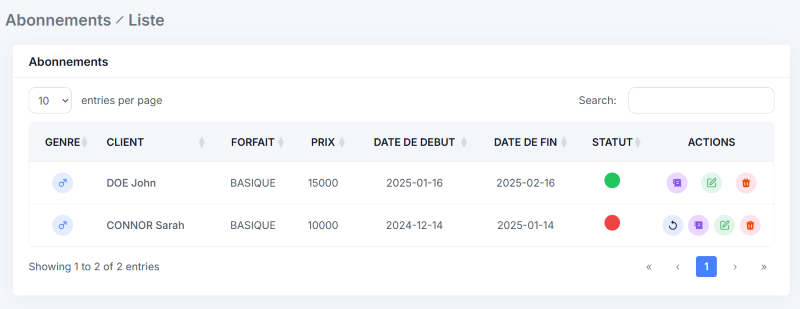 Abonnements / Liste
Abonnements
10 entries per page Search:
GENRE CLIENT FORFAIT PRIX DATE DE DEBUT DATE DE FIN STATUT ACTIONS
DOE John BASIQUE 15000 2025-01-16 2025-02-16
CONNOR Sarah BASIQUE 10000 2024-12-14 2025-01-14
Showing 1 to 2 of 2 entries « ‹ 1 › »